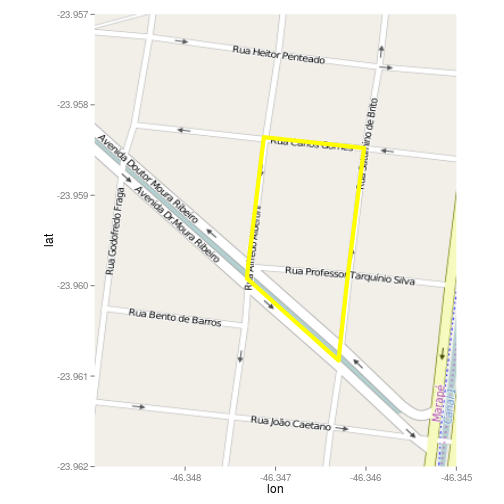 -23.957
Rua Heitor Penteado
-23.958
Rua Carlos Gomes
Rua Saturnino de Brito
Avenida Doutor Moura Ribeiro
-23.959
Avenida Dr Moura Ribeiro
Rua Godofredo Fraga
lat
Rua Alfredo Albertini
Rua Professor Tarquínio Silva
-23.960
Rua Bento de Barros
-23.961
Marapé
Canal 1
Rua João Caetano
-23.962
-46.348
-46.347
-46.346
-46.345
lon